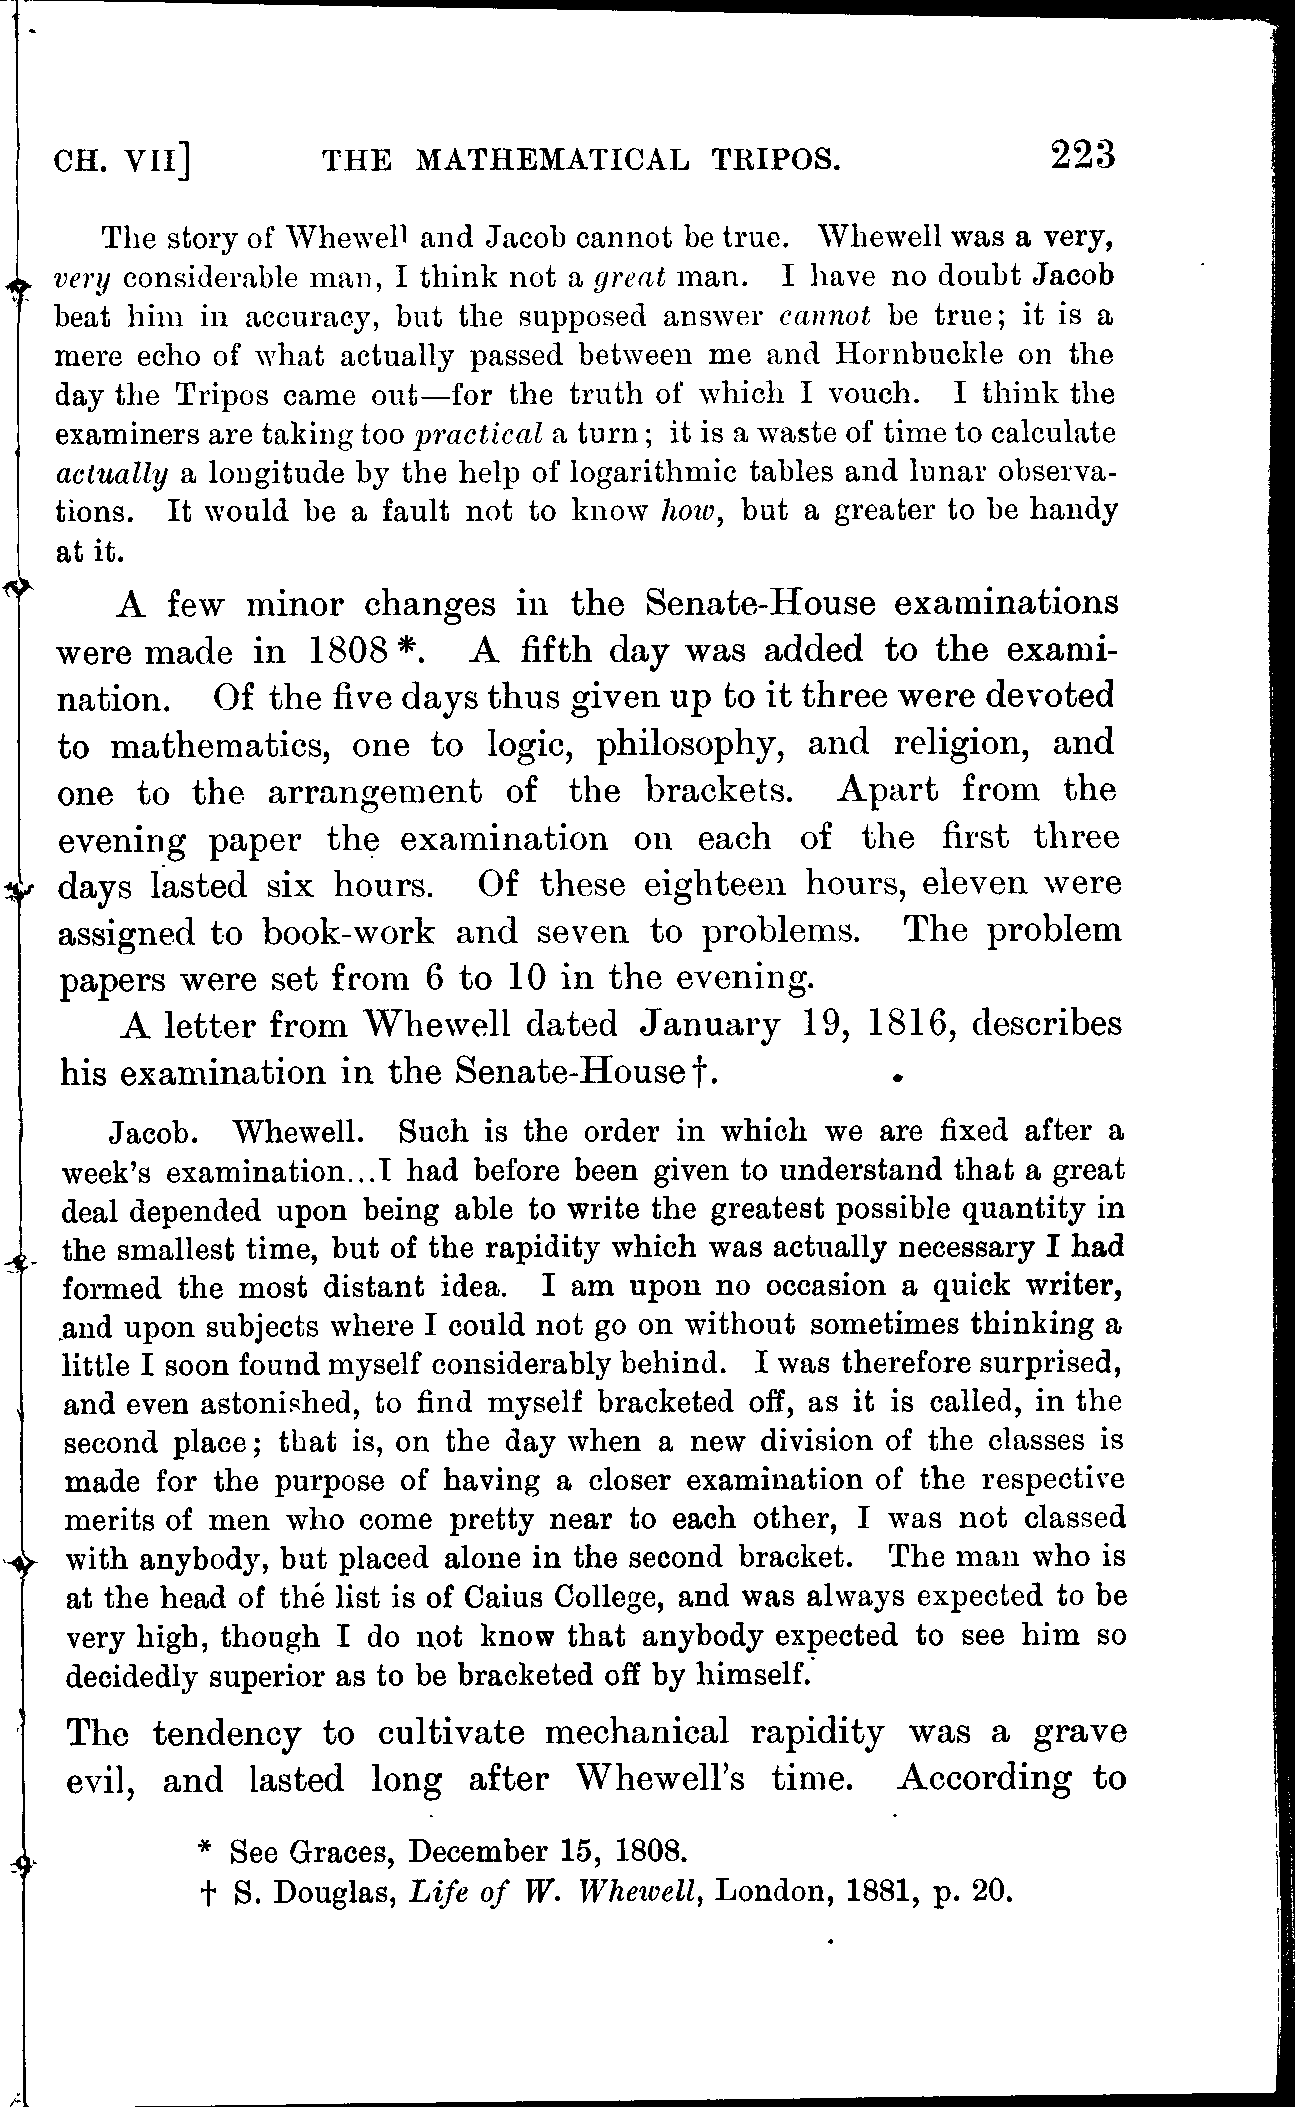 CH. VII] THE MATHEMATICAL TRIPOS. 223
The story of Whewell and Jacob cannot be true. Whewell was a very,
very considerable man, I think not a great man. I have no doubt Jacob
beat him in accuracy, but the supposed answer cannot be true; it is a
mere echo of what actually passed between me and Hornbuckle on the
day the Tripos came out—for the truth of which I vouch. I think the
examiners are taking too practical a turn; it is a waste of time to calculate
actually a longitude by the help of logarithmic tables and lunar observa-
tions. It would be a fault not to know how, but a greater to be handy
at it.
A few minor changes in the Senate-House examinations
were made in 1808*. A fifth day was added to the exami-
nation. Of the five days thus given up to it three were devoted
to mathematics, one to logic, philosophy, and religion, and
one to the arrangement of the brackets. Apart from the
evening paper the examination on each of the first three
days lasted six hours. Of these eighteen hours, eleven were
assigned to book-work and seven to problems. The problem
papers were set from 6 to 10 in the evening.
A letter from Whewell dated January 19, 1816, describes
his examination in the Senate-House†.
Jacob. Whewell. Such is the order in which we are fixed after a
week's examination...I had before been given to understand that a great
deal depended upon being able to write the greatest possible quantity in
the smallest time, but of the rapidity which was actually necessary I had
formed the most distant idea. I am upon no occasion a quick writer,
and upon subjects where I could not go on without sometimes thinking a
little I soon found myself considerably behind. I was therefore surprised,
and even astonished, to find myself bracketed off, as it is called, in the
second place; that is, on the day when a new division of the classes is
made for the purpose of having a closer examination of the respective
merits of men who come pretty near to each other, I was not classed
with anybody, but placed alone in the second bracket. The man who is
at the head of the list is of Caius College, and was always expected to be
very high, though I do not know that anybody expected to see him so
decidedly superior as to be bracketed off by himself.
The tendency to cultivate mechanical rapidity was a grave
evil, and lasted long after Whewell's time. According to
* See Graces, December 15, 1808.
† S. Douglas, Life of W. Whewell, London, 1881, p. 20.